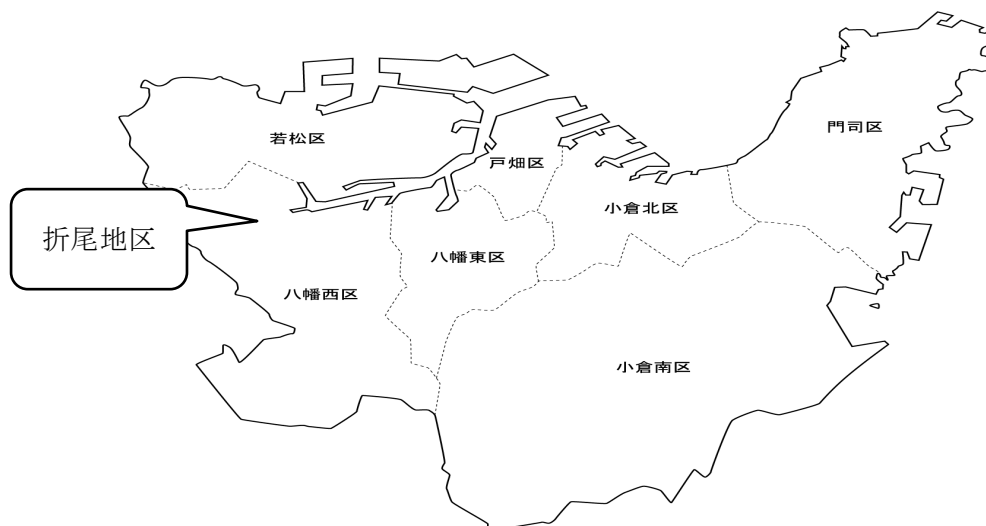 門司区
若松区
戸畑区
小倉北区
折尾地区
八幡東区
八幡西区
小倉南区